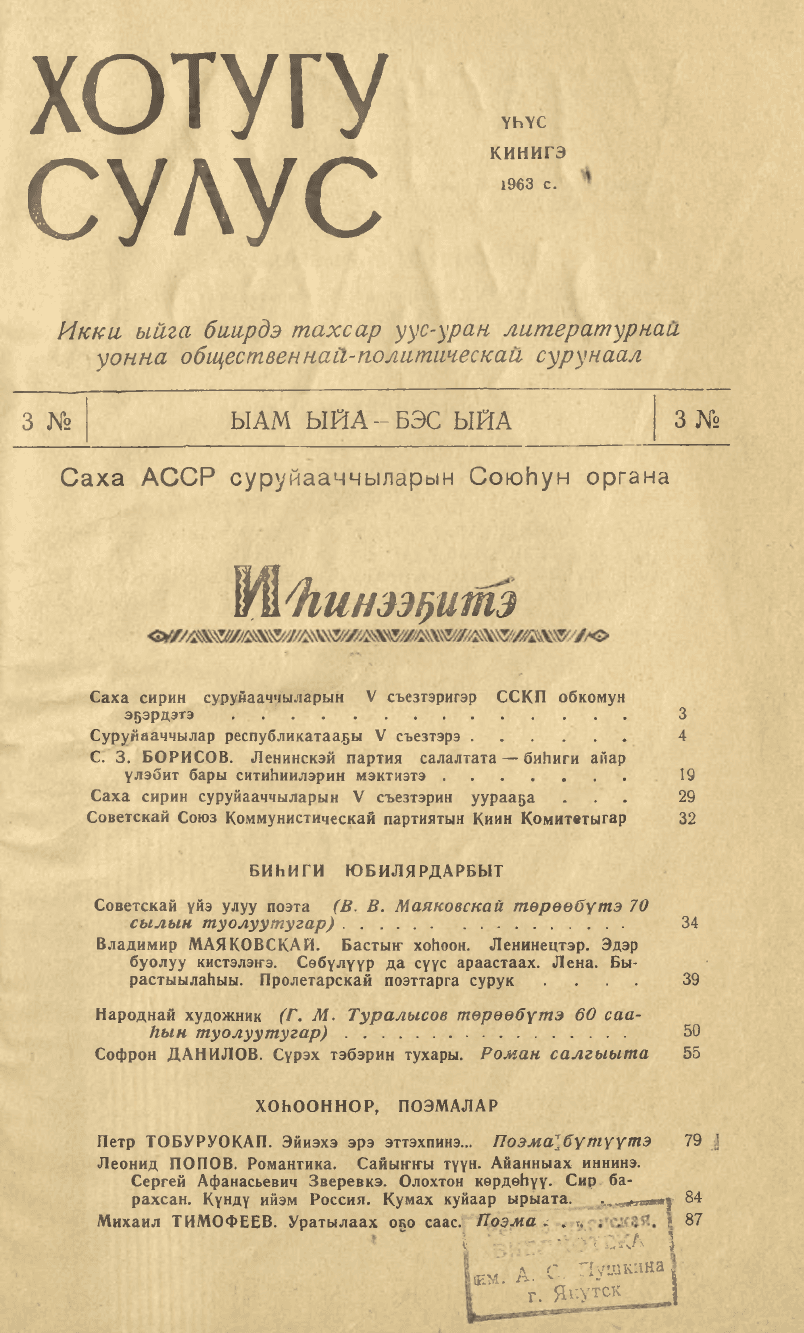 ХОТУГУ
СУЛУС
ҮҺҮС
КИНИГЭ
1963 с.
Икки ыйга биирдэ тахсар уус-уран литературнай
уонна общественнай-политическай сурунаал
3 № ЫАМ ЫЙА – БЭС ЫЙА 3 №
Саха АССР суруйааччыларын Союһун органа
Иһинээҕитэ
Саха сирин суруйааччыларын V съезтэригэр ССКП обкомун
эҕэрдэтэ . . . . . . . . . . . . . . 3
Суруйааччылар республикатааҕы V съезтэрэ . . . . . . 4
С. З. БОРИСОВ. Ленинскэй партия салалтата — биһиги айар
үлэбит бары ситиһиилэрин мэктиэтэ . . . . . . . 19
Саха сирин суруйааччыларын V съезтэрин уурааҕа . . . 29
Советскай Союз Коммунистическай партиятын Киин Комитетыгар 32
БИҺИГИ ЮБИЛЯРДАРБЫТ
Советскай үйэ улуу поэта (В. В. Маяковскай төрөөбүтэ 70
сылын туолуутугар) . . . . . . . . . . . . . . 34
Владимир МАЯКОВСКАЙ. Бастыҥ хоһоон. Ленинецтэр. Эдэр
буолуу кистэлэҥэ. Сөбүлүүр да сүүс араастаах. Лена. Бы-
растыылаһыы. Пролетарскай поэттарга сурук . . . . 39
Народнай художник (Г. М. Туралысов төрөөбүтэ 60 саа-
һын туолуутугар) . . . . . . . . . . . . . . . 50
Софрон ДАНИЛОВ. Сүрэх тэбэрин тухары. Роман салгыыта 55
ХОҺООННОР, ПОЭМАЛАР
Петр ТОБУРУОКАП. Эйиэхэ эрэ эттэхпинэ... Поэма бүтүүтэ 79
Леонид ПОПОВ. Романтика. Сайыҥҥы түүн. Айанныах иннинэ.
Сергей Афанасьевич Зверевкэ. Олохтон көрдөһүү. Сир ба-
рахсан. Күндү ийэм Россия. Кумах куйаар ырыата. . . . 84
Михаил ТИМОФЕЕВ. Уратылаах оҕо саас. Поэма . . . . . . 87
БИБЛИОТЕКА
им. А. С. Пушкина
г. Якутск